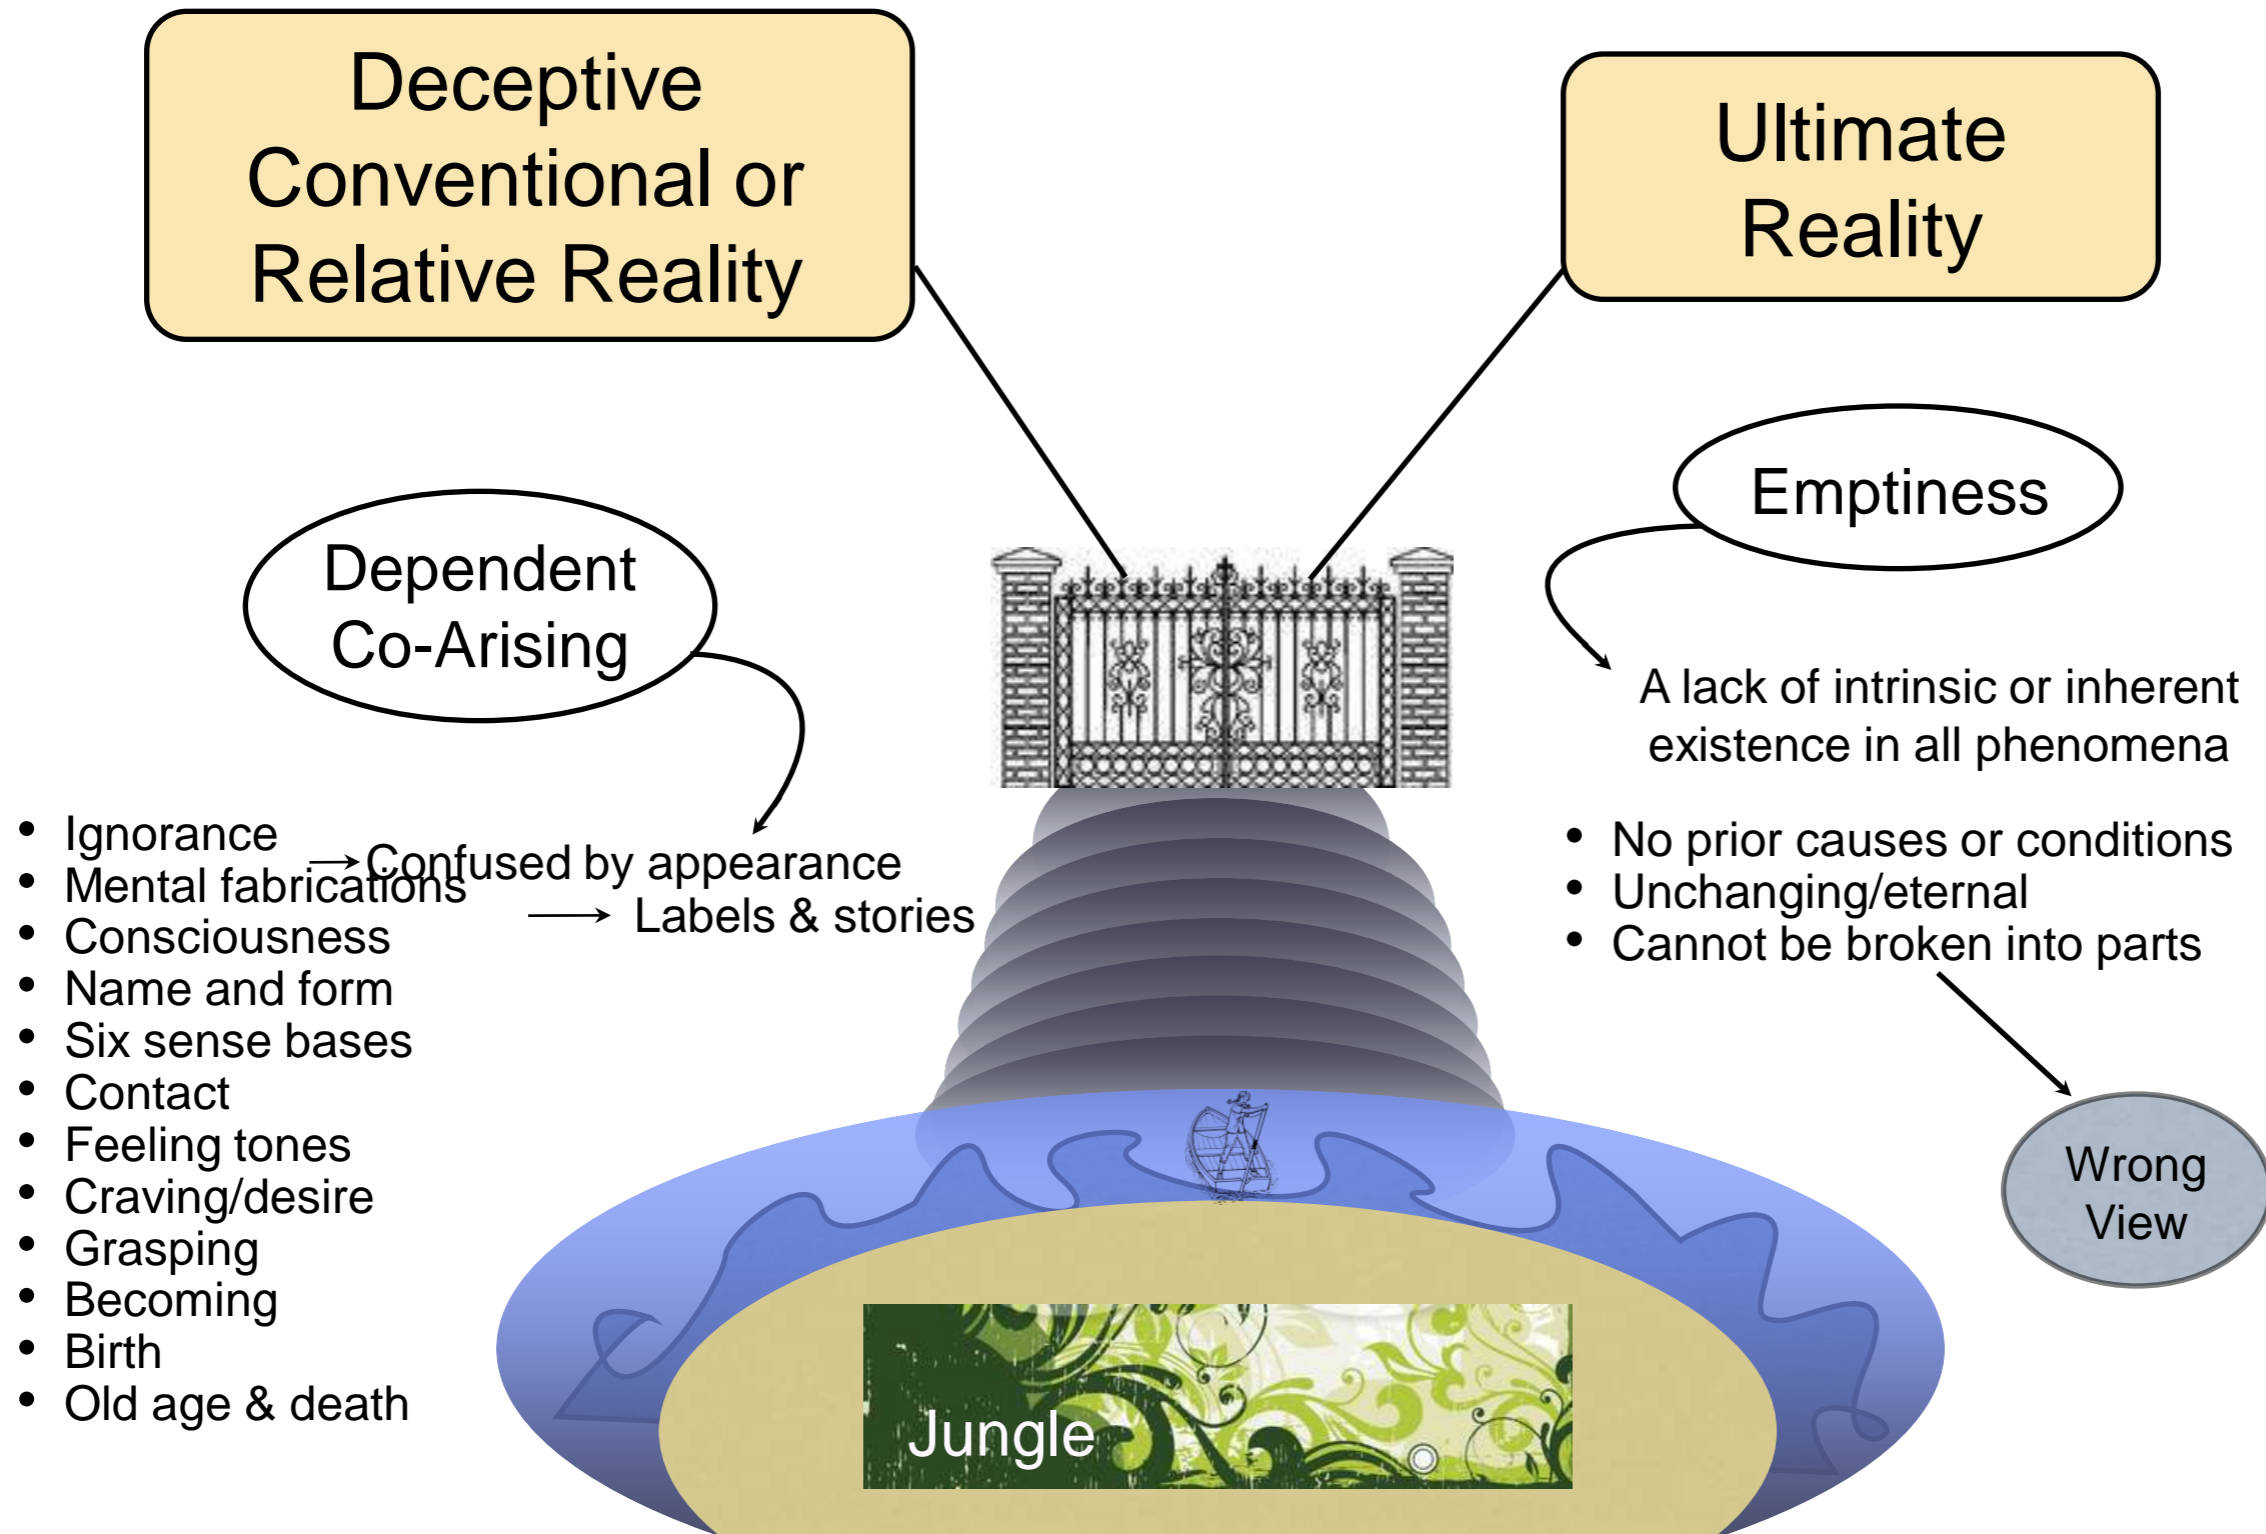 Deceptive
Conventional or
Relative Reality
Ultimate
Reality
Dependent
Co-Arising
Emptiness
A lack of intrinsic or inherent
existence in all phenomena
• Ignorance
→ Confused by appearance
• Mental fabrications
→ Labels & stories
• Consciousness
• Name and form
• Six sense bases
• Contact
• Feeling tones
• Craving/desire
• Grasping
• Becoming
• Birth
• Old age & death
• No prior causes or conditions
• Unchanging/eternal
• Cannot be broken into parts
Wrong
View
Jungle